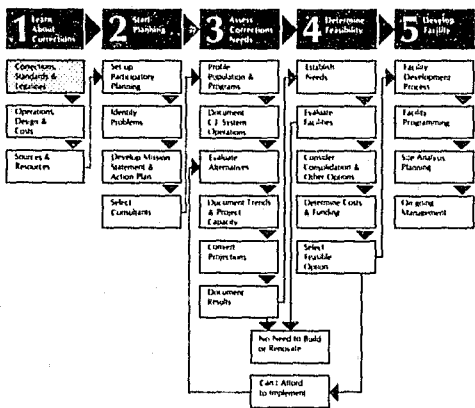 1 Learn
About
Corrections
2 Start
Planning
3 Assess
Corrections
Needs
4 Determine
Feasibility
5 Develop
Facility
Corrections,
Standards &
Legalities
Operations,
Design &
Costs
Sources &
Resources
Set up
Participatory
Planning
Identify
Problems
Develop Mission
Statement &
Action Plan
Select
Consultants
Profile
Population &
Programs
Document
C.J. System
Operations
Evaluate
Alternatives
Document Trends
& Project
Capacity
Convert
Projections
Document
Results
Establish
Needs
Evaluate
Facilities
Consider
Consolidation &
Other Options
Determine Costs
& Funding
Select
Feasible
Option
Facility
Development
Process
Facility
Programming
Site Analysis
Planning
On-going
Management
No Need to Build
or Renovate
Can't Afford
to Implement